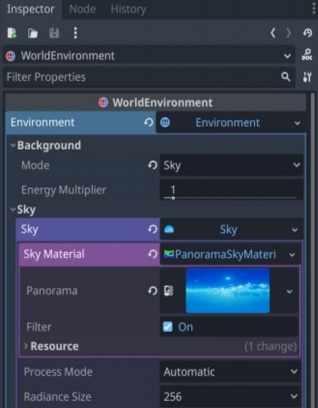 Inspector Node History
WorldEnvironment
Filter Properties
WorldEnvironment
Environment Environment
Background
Mode Sky
Energy Multiplier 1
Sky
Sky Sky
Sky Material PanoramaSkyMateri
Panorama
Filter On
Resource (1 change)
Process Mode Automatic
Radiance Size 256